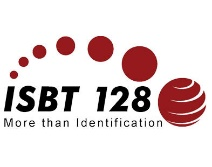 ISBT 128
More than Identification